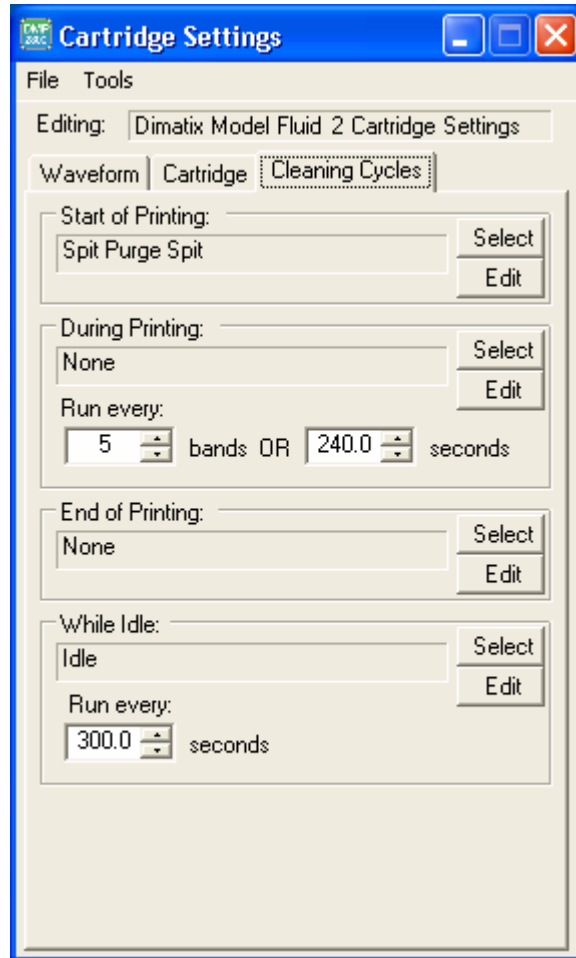 Cartridge Settings
File Tools
Editing: Dimatix Model Fluid 2 Cartridge Settings
Waveform Cartridge Cleaning Cycles
Start of Printing:
Spit Purge Spit
Select
Edit
During Printing:
None
Select
Edit
Run every:
5 bands OR 240.0 seconds
End of Printing:
None
Select
Edit
While Idle:
Idle
Select
Edit
Run every:
300.0 seconds